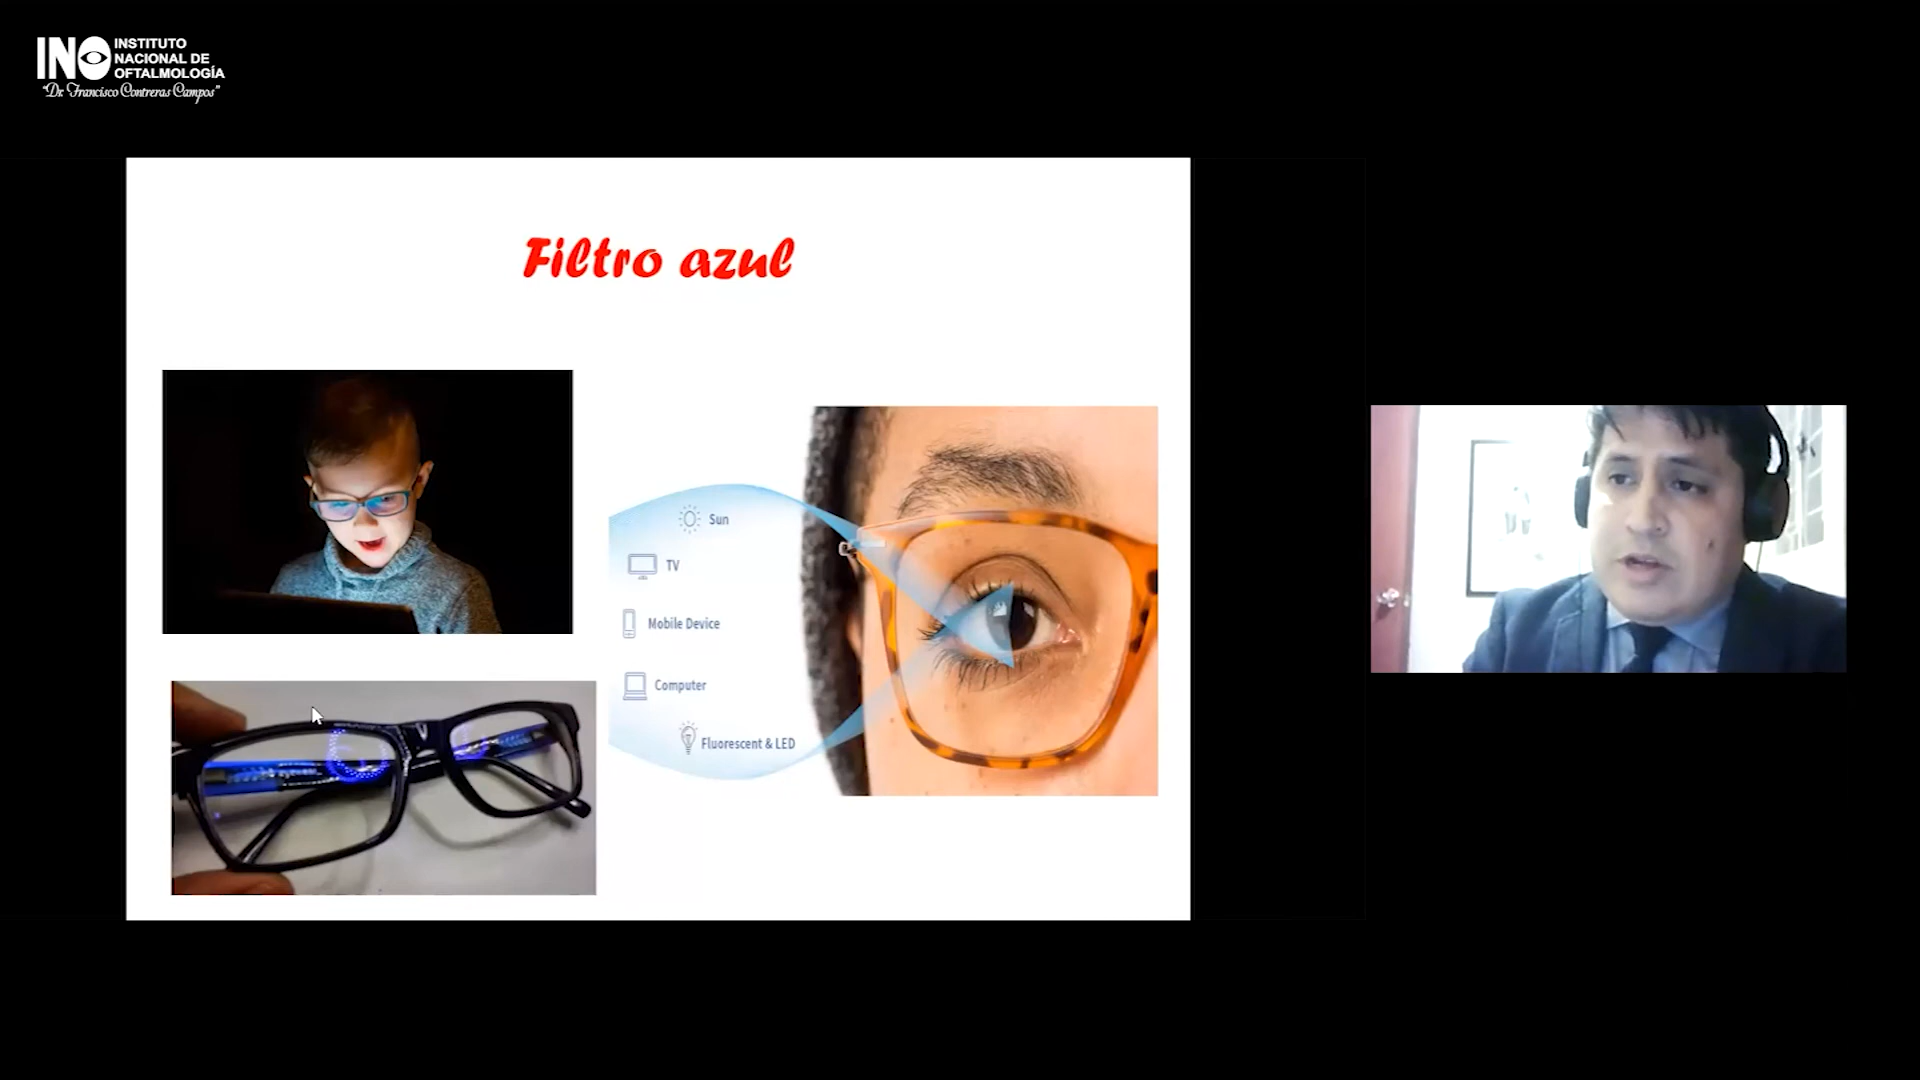 INO
INSTITUTO
NACIONAL DE
OFTALMOLOGÍA
"Dr. Francisco Contreras Campos"
Filtro azul
Sun
TV
Mobile Device
Computer
Fluorescent & LED